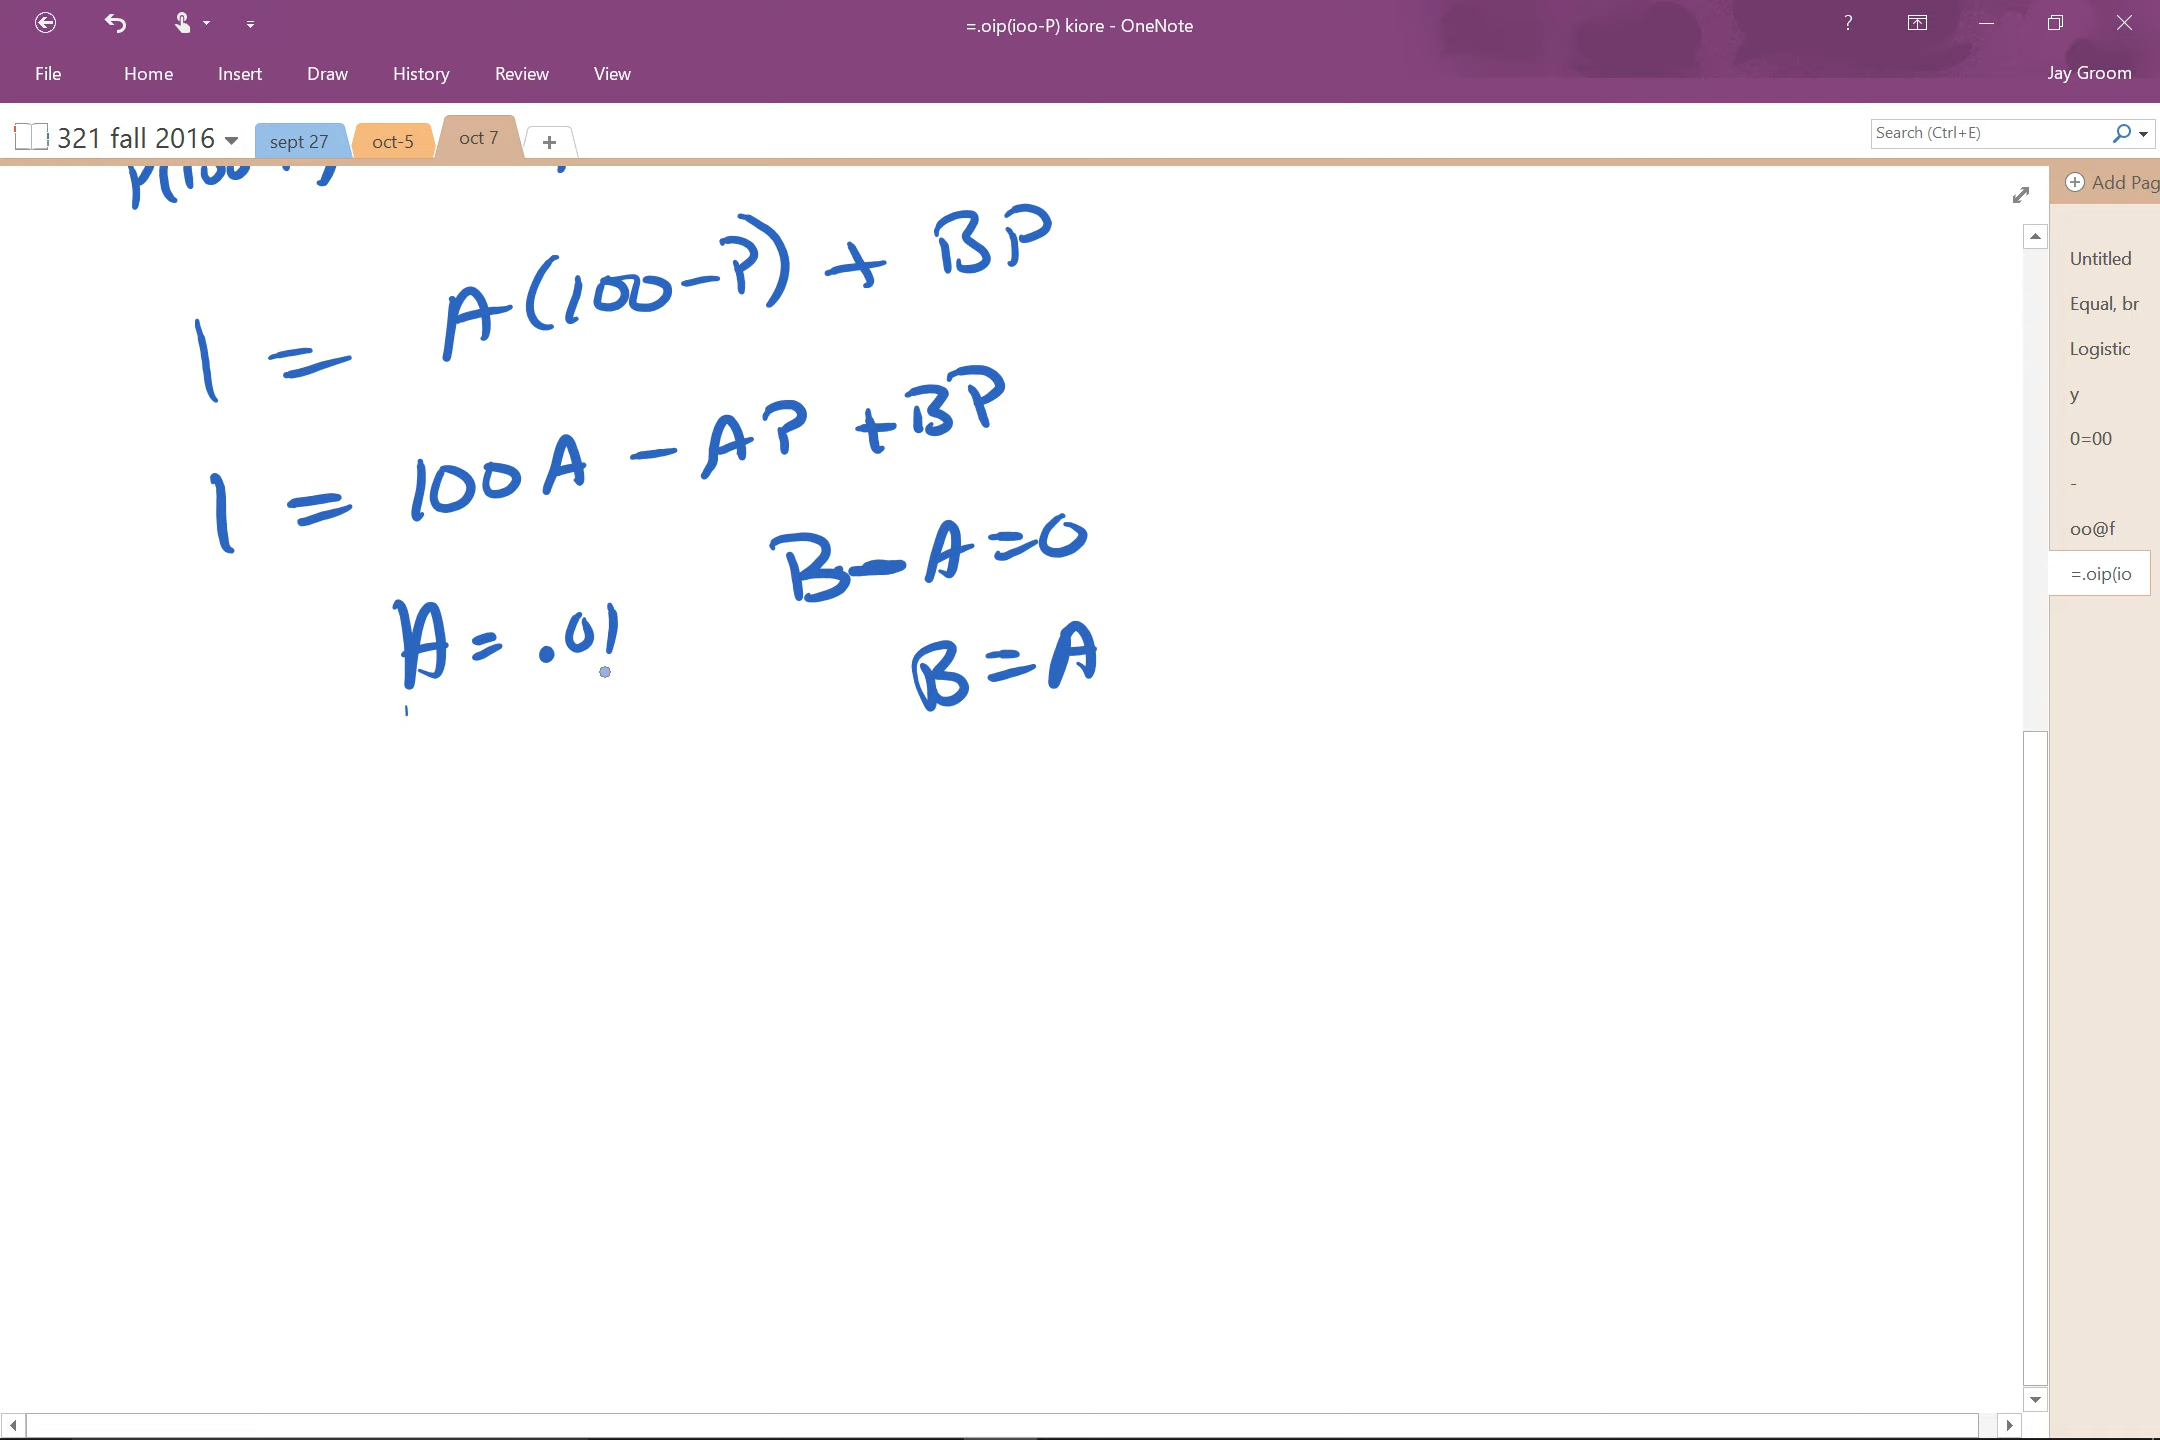 =.oip(ioo-P) kiore - OneNote
?
File Home Insert Draw History Review View
Jay Groom
321 fall 2016
sept 27
oct-5
oct 7
Search (Ctrl+E)
Add Pag
Untitled
Equal, br
Logistic
y
0=00
-
oo@f
=.oip(io
1 = A(100-P) + BP
1 = 100A - AP + BP
B - A = 0
A = .01
B = A